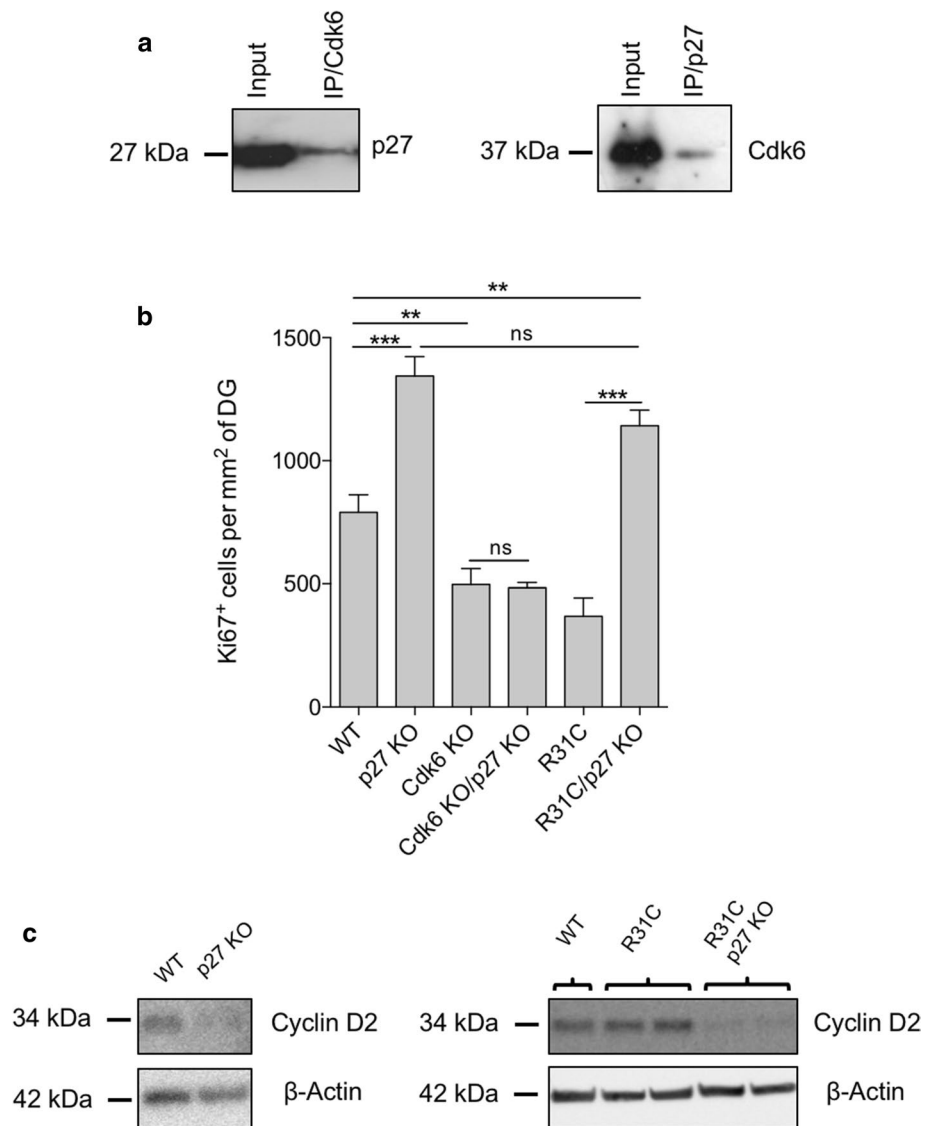 a
Input
IP/Cdk6
27 kDa
p27
Input
IP/p27
37 kDa
Cdk6
b
**
**
***
ns
***
ns
Ki67+ cells per mm2 of DG
1500
1000
500
0
WT
p27 KO
Cdk6 KO
Cdk6 KO/p27 KO
R31C
R31C/p27 KO
c
WT
p27 KO
34 kDa
Cyclin D2
42 kDa
β-Actin
WT
R31C
R31C
p27 KO
34 kDa
Cyclin D2
42 kDa
β-Actin